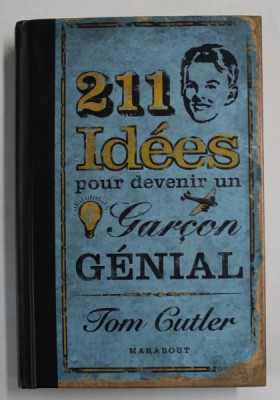 211
Idées
pour devenir un
Garçon
GÉNIAL
Tom Cutler
MARABOUT